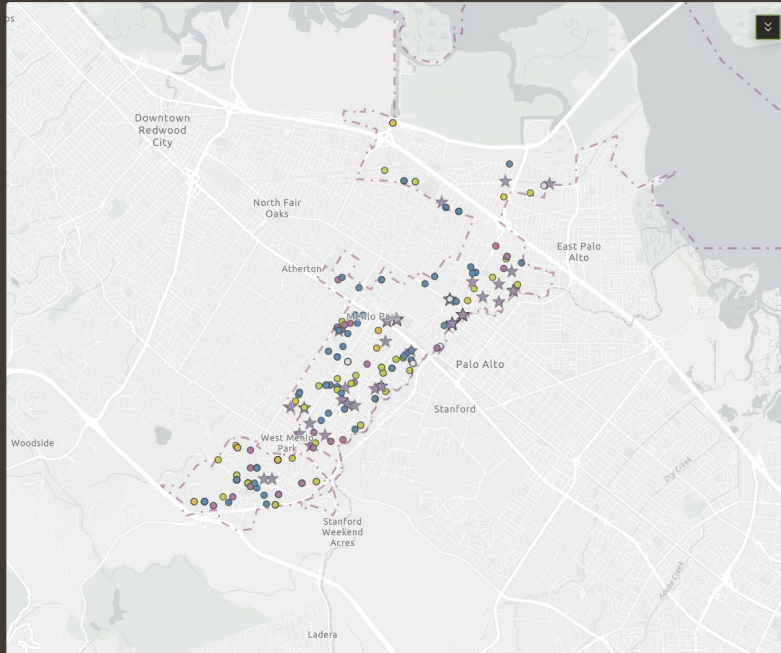 Downtown
Redwood
City
North Fair
Oaks
East Palo
Alto
Atherton
Menlo Park
Palo Alto
Stanford
Woodside
West Menlo
Park
Dry Creek
Stanford
Weekend
Acres
Adobe Creek
Ladera